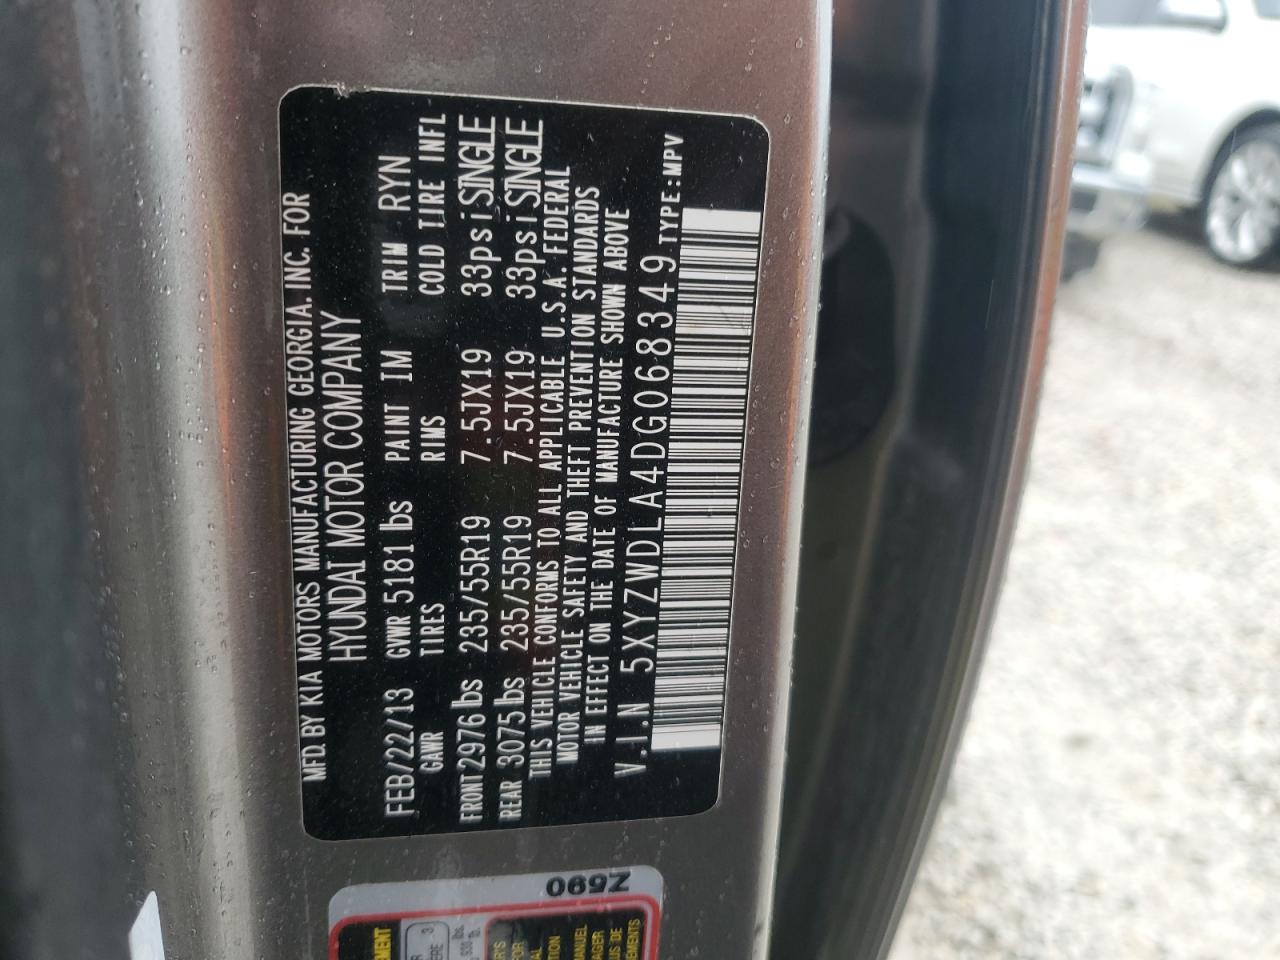 MFD. BY KIA MOTORS MANUFACTURING GEORGIA. INC. FOR
HYUNDAI MOTOR COMPANY
FEB/22/13 GVWR 5181 lbs PAINT IM TRIM RYN
GAWR TIRES RIMS COLD TIRE INFL
FRONT 2976 lbs 235/55R19 7.5JX19 33psi SINGLE
REAR 3075 lbs 235/55R19 7.5JX19 33psi SINGLE
THIS VEHICLE CONFORMS TO ALL APPLICABLE U.S.A. FEDERAL
MOTOR VEHICLE SAFETY AND THEFT PREVENTION STANDARDS
IN EFFECT ON THE DATE OF MANUFACTURE SHOWN ABOVE
V.I.N 5XYZWDLA4DG068349 TYPE:MPV
Z590